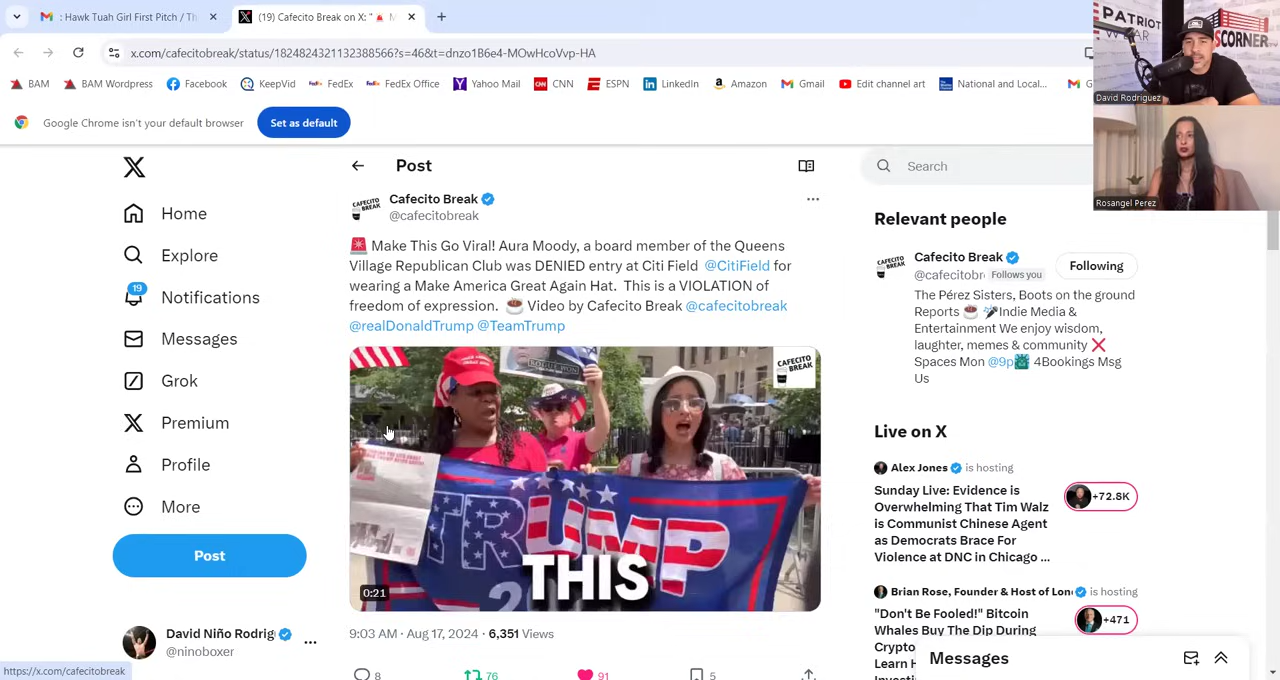 : Hawk Tuah Girl First Pitch / Th
(19) Cafecito Break on X: "🚨 M
x.com/cafecitobreak/status/1824824321132388566?s=46&t=dnzo1B6e4-MOwHcoVwp-HA
BAM
BAM Wordpress
Facebook
KeepVid
FedEx
FedEx Office
Yahoo Mail
CNN
ESPN
LinkedIn
Amazon
Gmail
Edit channel art
National and Local...
G
Google Chrome isn't your default browser
Set as default
PATRIOT
SCORNER
David Rodriguez
Rosangel Perez
Home
Explore
19
Notifications
Messages
Grok
Premium
Profile
More
Post
David Niño Rodrig
@ninoboxer
https://x.com/cafecitobreak
Post
CAFECITO BREAK
Cafecito Break
@cafecitobreak
🚨 Make This Go Viral! Aura Moody, a board member of the Queens
Village Republican Club was DENIED entry at Citi Field @CitiField for
wearing a Make America Great Again Hat. This is a VIOLATION of
freedom of expression. ☕ Video by Cafecito Break @cafecitobreak
@realDonaldTrump @TeamTrump
CAFECITO
BREAK
TRUMP
THIS
0:21
9:03 AM · Aug 17, 2024 · 6,351 Views
8
76
91
5
Search
Relevant people
Cafecito Break
@cafecitobr
Follows you
Following
The Pérez Sisters, Boots on the ground
Reports ☕ 🎤Indie Media &
Entertainment We enjoy wisdom,
laughter, memes & community ❌
Spaces Mon @9p 4Bookings Msg
Us
Live on X
Alex Jones is hosting
Sunday Live: Evidence is
Overwhelming That Tim Walz
is Communist Chinese Agent
as Democrats Brace For
Violence at DNC in Chicago ...
+72.8K
Brian Rose, Founder & Host of Lon is hosting
"Don't Be Fooled!" Bitcoin
Whales Buy The Dip During
Crypto
Learn H
+471
Messages